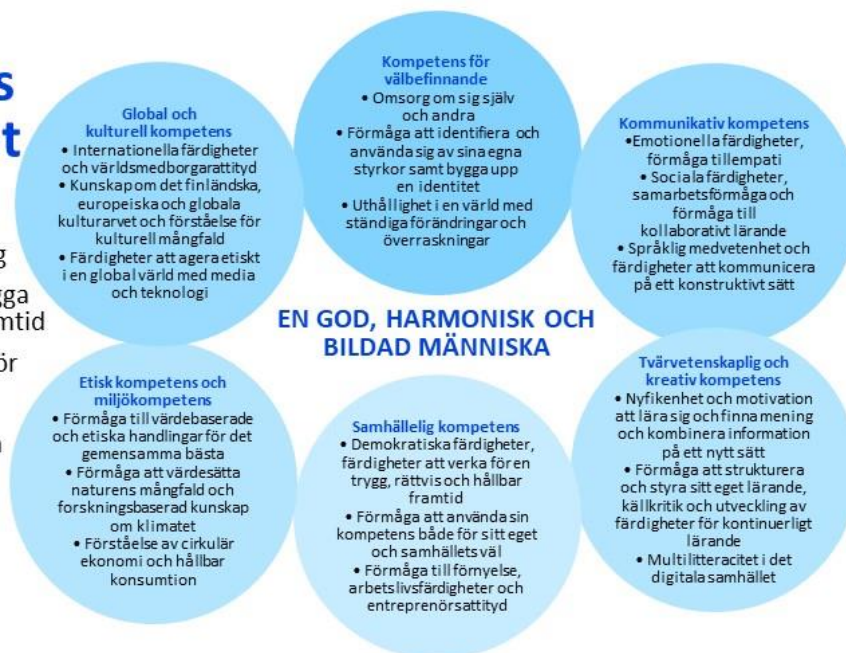 s
t
g
gga
mtid
ör
n
Kompetens för
välbefinnande
• Omsorg om sig själv
och andra
• Förmåga att identifiera och
använda sig av sina egna
styrkor samt bygga upp
en identitet
• Uthållighet i en värld med
ständiga förändringar och
överraskningar
Global och
kulturell kompetens
• Internationella färdigheter
och världsmedborgarattityd
• Kunskap om det finländska,
europeiska och globala
kulturarvet och förståelse för
kulturell mångfald
• Färdigheter att agera etiskt
i en global värld med media
och teknologi
Kommunikativ kompetens
•Emotionella färdigheter,
förmåga till empati
• Sociala färdigheter,
samarbetsförmåga och
förmåga till
kollaborativt lärande
• Språklig medvetenhet och
färdigheter att kommunicera
på ett konstruktivt sätt
EN GOD, HARMONISK OCH
BILDAD MÄNNISKA
Etisk kompetens och
miljökompetens
• Förmåga till värdebaserade
och etiska handlingar för det
gemensamma bästa
• Förmåga att värdesätta
naturens mångfald och
forskningsbaserad kunskap
om klimatet
• Förståelse av cirkulär
ekonomi och hållbar
konsumtion
Samhällelig kompetens
• Demokratiska färdigheter,
färdigheter att verka för en
trygg, rättvis och hållbar
framtid
• Förmåga att använda sin
kompetens både för sitt eget
och samhällets väl
• Förmåga till förnyelse,
arbetslivsfärdigheter och
entreprenörsattityd
Tvärvetenskaplig och
kreativ kompetens
• Nyfikenhet och motivation
att lära sig och finna mening
och kombinera information
på ett nytt sätt
• Förmåga att strukturera
och styra sitt eget lärande,
källkritik och utveckling av
färdigheter för kontinuerligt
lärande
• Multilitteracitet i det
digitala samhället